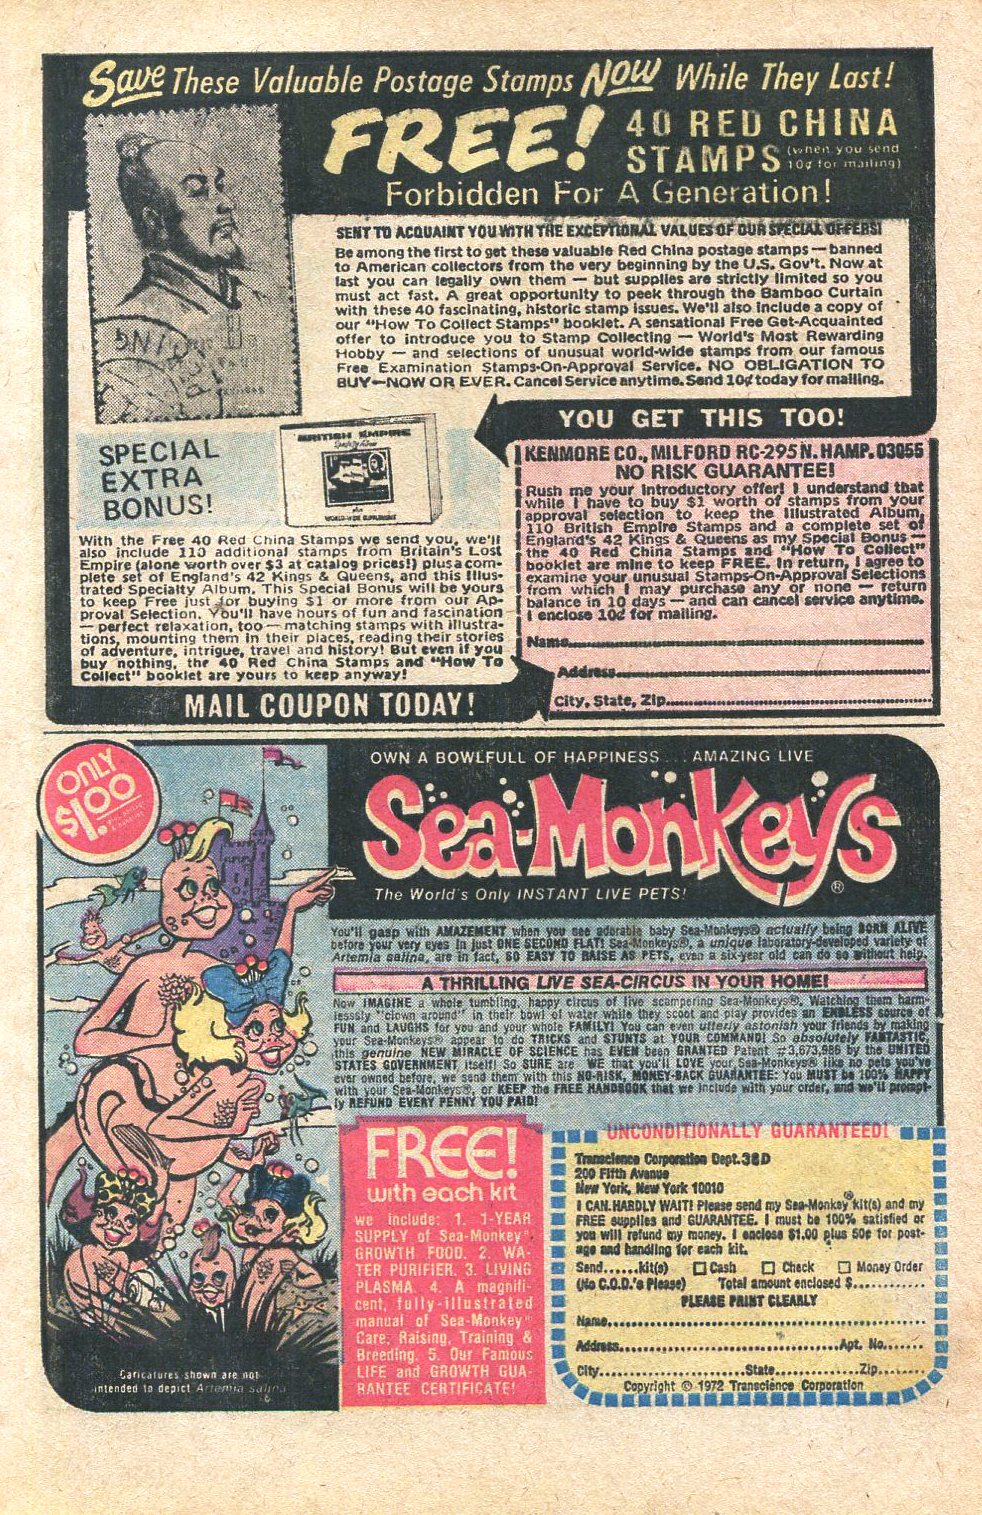 Save These Valuable Postage Stamps NOW While They Last!
FREE! 40 RED CHINA
STAMPS (when you send
10¢ for mailing)
Forbidden For A Generation!
SENT TO ACQUAINT YOU WITH THE EXCEPTIONAL VALUES OF OUR SPECIAL OFFERS!
Be among the first to get these valuable Red China postage stamps — banned
to American collectors from the very beginning by the U.S. Gov't. Now at
last you can legally own them — but supplies are strictly limited so you
must act fast. A great opportunity to peek through the Bamboo Curtain
with these 40 fascinating, historic stamp issues. We'll also include a copy of
our "How To Collect Stamps" booklet. A sensational Free Get-Acquainted
offer to introduce you to Stamp Collecting — World's Most Rewarding
Hobby — and selections of unusual world-wide stamps from our famous
Free Examination Stamps-On-Approval Service. NO OBLIGATION TO
BUY—NOW OR EVER. Cancel Service anytime. Send 10¢ today for mailing.
YOU GET THIS TOO!
SPECIAL
EXTRA
BONUS!
BRITISH EMPIRE
Specialty Album
plus
WORLD-WIDE SUPPLEMENT
With the Free 40 Red China Stamps we send you, we'll
also include 110 additional stamps from Britain's Lost
Empire (alone worth over $3 at catalog prices!) plus a com-
plete set of England's 42 Kings & Queens, and this Illus-
trated Specialty Album. This Special Bonus will be yours
to keep Free just for buying $1 or more from our Ap-
proval Selection. You'll have hours of fun and fascination
— perfect relaxation, too — matching stamps with illustra-
tions, mounting them in their places, reading their stories
of adventure, intrigue, travel and history! But even if you
buy nothing, the 40 Red China Stamps and "How To
Collect" booklet are yours to keep anyway!
MAIL COUPON TODAY!
KENMORE CO., MILFORD RC-295 N. HAMP. 03055
NO RISK GUARANTEE!
Rush me your introductory offer! I understand that
while I have to buy $1 worth of stamps from your
approval selection to keep the Illustrated Album,
110 British Empire Stamps and a complete set of
England's 42 Kings & Queens as my Special Bonus —
the 40 Red China Stamps and "How To Collect"
booklet are mine to keep FREE. In return, I agree to
examine your unusual Stamps-On-Approval Selections
from which I may purchase any or none — return
balance in 10 days — and can cancel service anytime.
I enclose 10¢ for mailing.
Name
Address
City, State, Zip
ONLY
$1.00
OWN A BOWLFULL OF HAPPINESS... AMAZING LIVE
Sea-Monkeys®
The World's Only INSTANT LIVE PETS!
You'll gasp with AMAZEMENT when you see adorable baby Sea-Monkeys® actually being BORN ALIVE
before your very eyes in just ONE SECOND FLAT! Sea-Monkeys®, a unique laboratory-developed variety of
Artemia salina, are in fact, SO EASY TO RAISE AS PETS, even a six-year old can do so without help.
A THRILLING LIVE SEA-CIRCUS IN YOUR HOME!
Now IMAGINE a whole tumbling, happy circus of live scampering Sea-Monkeys®. Watching them harm-
lesssly "clown around" in their bowl of water while they scoot and play provides an ENDLESS source of
FUN and LAUGHS for you and your whole FAMILY! You can even utterly astonish your friends by making
your Sea-Monkeys® appear to do TRICKS and STUNTS at YOUR COMMAND! So absolutely FANTASTIC,
this genuine NEW MIRACLE OF SCIENCE has EVEN been GRANTED Patent #3,673,986 by the UNITED
STATES GOVERNMENT itself! So SURE are WE that you'll LOVE your Sea-Monkeys® like no pets you've
ever owned before, we send them with this NO-RISK, MONEY-BACK GUARANTEE: You MUST be 100% HAPPY
with your Sea-Monkeys®, or KEEP the FREE HANDBOOK that we include with your order, and we'll prompt-
ly REFUND EVERY PENNY YOU PAID!
FREE!
with each kit
we include: 1. 1-YEAR
SUPPLY of Sea-Monkey®
GROWTH FOOD. 2. WA-
TER PURIFIER. 3. LIVING
PLASMA. 4. A magnifi-
cent, fully-illustrated
manual of Sea-Monkey®
Care, Raising, Training &
Breeding. 5. Our Famous
LIFE and GROWTH GUA-
RANTEE CERTIFICATE!
UNCONDITIONALLY GUARANTEED!
Transcience Corporation Dept. 38D
200 Fifth Avenue
New York, New York 10010
I CAN HARDLY WAIT! Please send my Sea-Monkey® kit(s) and my
FREE supplies and GUARANTEE. I must be 100% satisfied or
you will refund my money. I enclose $1.00 plus 50¢ for post-
age and handling for each kit.
Send......kit(s) Cash Check Money Order
(No C.O.D.'s Please) Total amount enclosed $
PLEASE PRINT CLEARLY
Name
Address Apt. No.
City State Zip
Copyright © 1972 Transcience Corporation
Caricatures shown are not
intended to depict Artemia salina